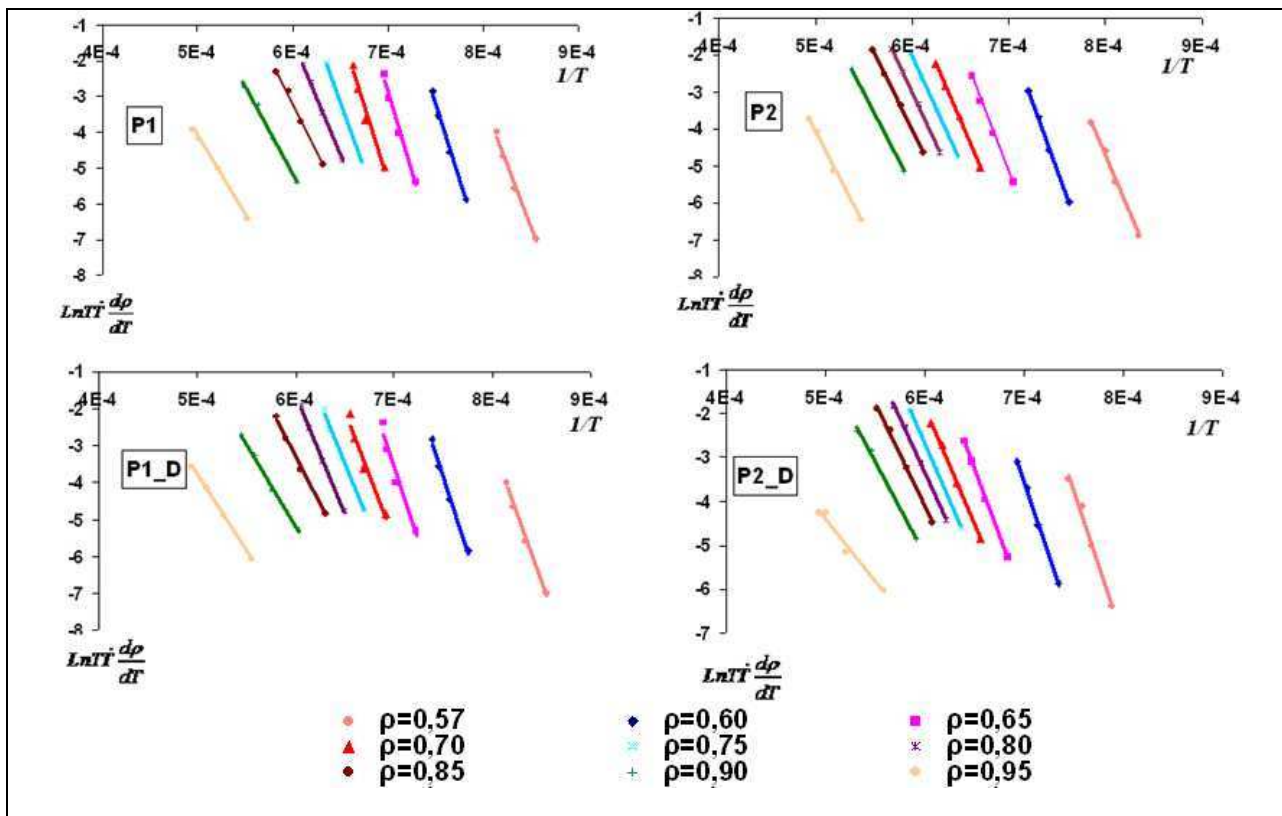 -1
4E-4 5E-4 6E-4 7E-4 8E-4 9E-4
-2
1/T
-3
P1
-4
-5
-6
-7
-8
LnTṪ dρ/dT
-1
4E-4 5E-4 6E-4 7E-4 8E-4 9E-4
-2
1/T
-3
P2
-4
-5
-6
-7
-8
LnTṪ dρ/dT
-1
4E-4 5E-4 6E-4 7E-4 8E-4 9E-4
-2
1/T
-3
P1_D
-4
-5
-6
-7
-8
LnTṪ dρ/dT
-1
4E-4 5E-4 6E-4 7E-4 8E-4 9E-4
-2
1/T
-3
P2_D
-4
-5
-6
-7
LnTṪ dρ/dT
ρ=0,57 ρ=0,60 ρ=0,65
ρ=0,70 ρ=0,75 ρ=0,80
ρ=0,85 ρ=0,90 ρ=0,95